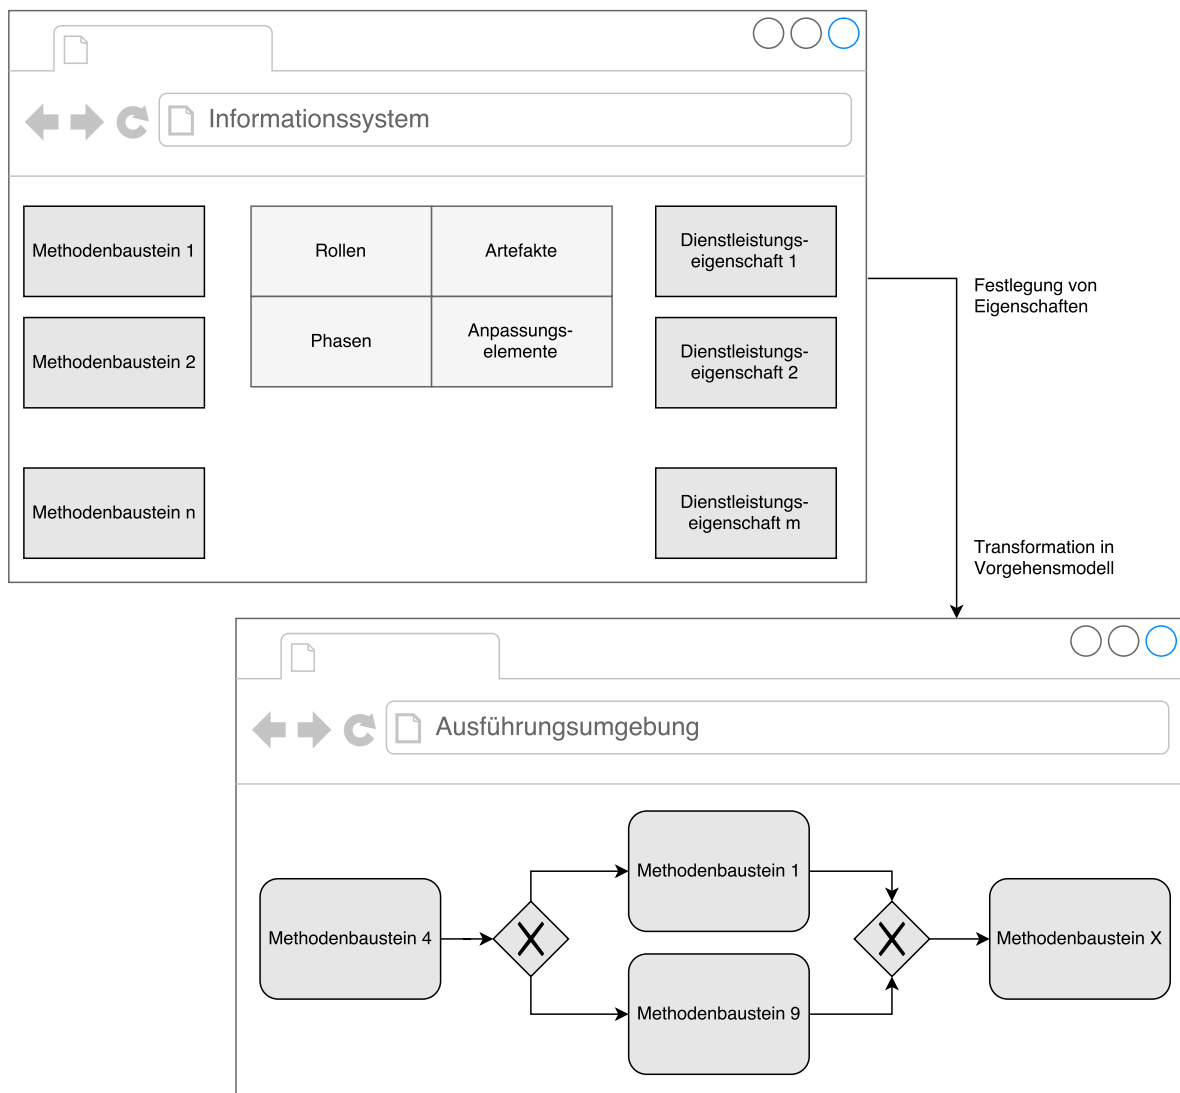 Informationssystem
Methodenbaustein 1
Rollen
Artefakte
Dienstleistungs-
eigenschaft 1
Festlegung von
Eigenschaften
Methodenbaustein 2
Phasen
Anpassungs-
elemente
Dienstleistungs-
eigenschaft 2
Methodenbaustein n
Dienstleistungs-
eigenschaft m
Transformation in
Vorgehensmodell
Ausführungsumgebung
Methodenbaustein 4
X
Methodenbaustein 1
Methodenbaustein 9
X
Methodenbaustein X